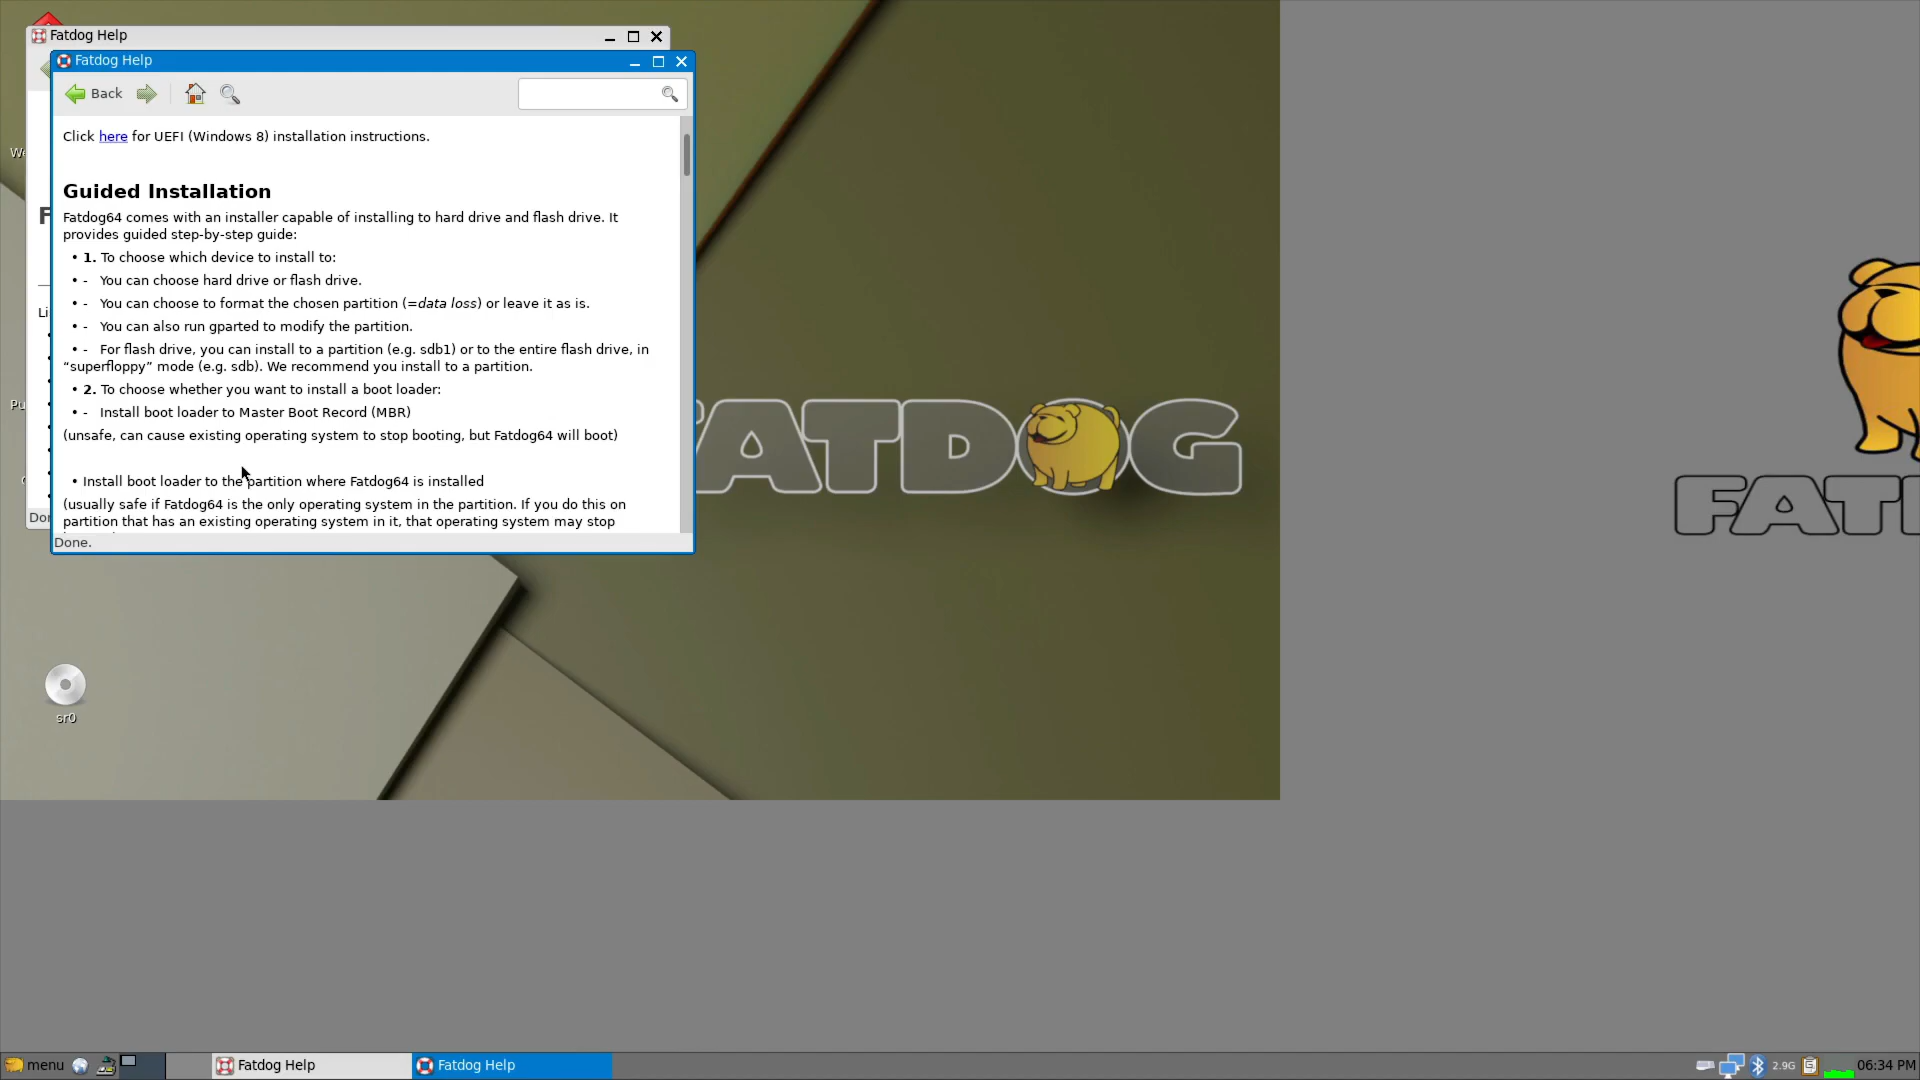 Fatdog Help
Fatdog Help
Back
Click here for UEFI (Windows 8) installation instructions.
Guided Installation
Fatdog64 comes with an installer capable of installing to hard drive and flash drive. It
provides guided step-by-step guide:
• 1. To choose which device to install to:
• - You can choose hard drive or flash drive.
• - You can choose to format the chosen partition (=data loss) or leave it as is.
• - You can also run gparted to modify the partition.
• - For flash drive, you can install to a partition (e.g. sdb1) or to the entire flash drive, in
“superfloppy” mode (e.g. sdb). We recommend you install to a partition.
• 2. To choose whether you want to install a boot loader:
• - Install boot loader to Master Boot Record (MBR)
(unsafe, can cause existing operating system to stop booting, but Fatdog64 will boot)
• Install boot loader to the partition where Fatdog64 is installed
(usually safe if Fatdog64 is the only operating system in the partition. If you do this on
partition that has an existing operating system in it, that operating system may stop
Done.
We
F
Li
Pu
Don
FATDOG
FAT
sr0
menu
Fatdog Help
Fatdog Help
2.9G
06:34 PM